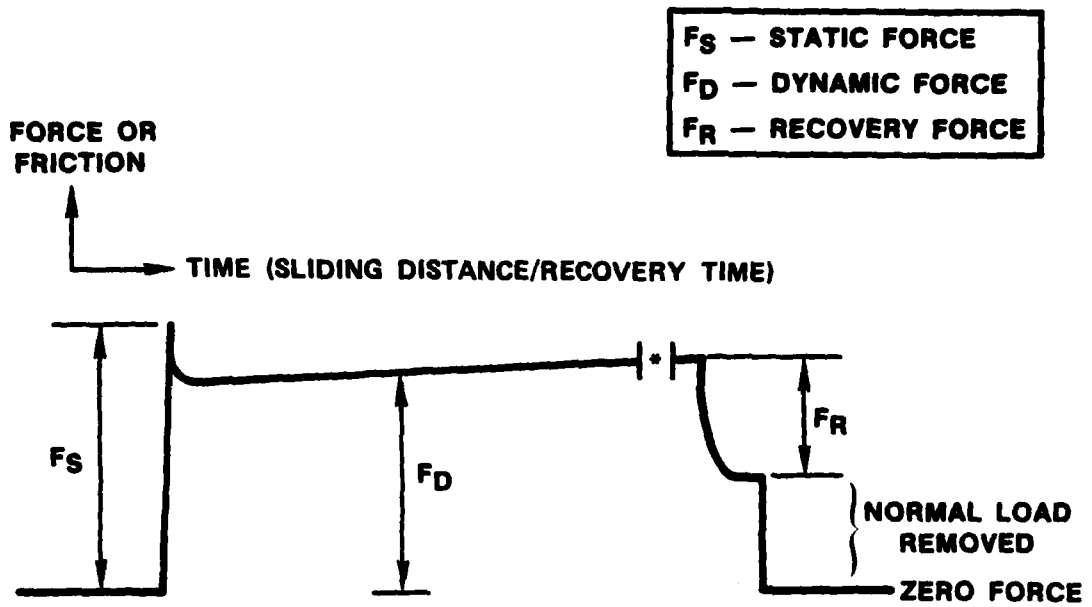 FS — STATIC FORCE
FD — DYNAMIC FORCE
FR — RECOVERY FORCE
FORCE OR
FRICTION
TIME (SLIDING DISTANCE/RECOVERY TIME)
*
FS
FD
FR
NORMAL LOAD
REMOVED
ZERO FORCE